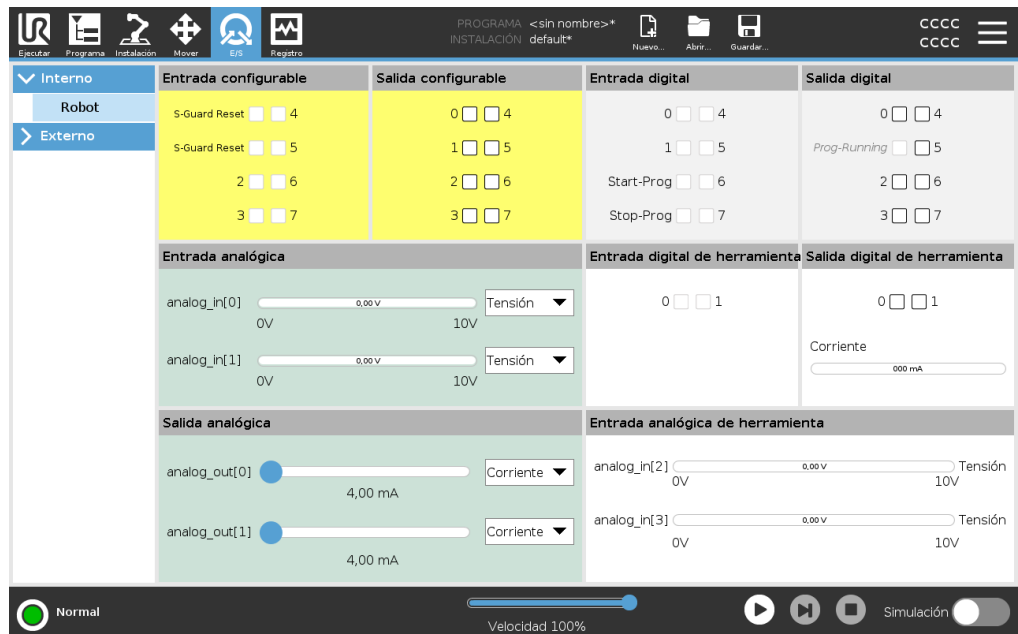 PROGRAMA <sin nombre>*
INSTALACIÓN default*
CCCC
CCCC
UR
Ejecutar Programa Instalación Mover E/S Registro Nuevo... Abrir... Guardar...
Interno
Robot
Externo
Entrada configurable
S-Guard Reset 4
S-Guard Reset 5
2 6
3 7
Salida configurable
0 4
1 5
2 6
3 7
Entrada digital
0 4
1 5
Start-Prog 6
Stop-Prog 7
Salida digital
0 4
Prog-Running 5
2 6
3 7
Entrada analógica
analog_in[0] 0,00 V Tensión
0V 10V
analog_in[1] 0,00 V Tensión
0V 10V
Entrada digital de herramienta
0 1
Salida digital de herramienta
0 1
Corriente
000 mA
Salida analógica
analog_out[0] Corriente
4,00 mA
analog_out[1] Corriente
4,00 mA
Entrada analógica de herramienta
analog_in[2] 0,00 V Tensión
0V 10V
analog_in[3] 0,00 V Tensión
0V 10V
Normal
Velocidad 100%
Simulación